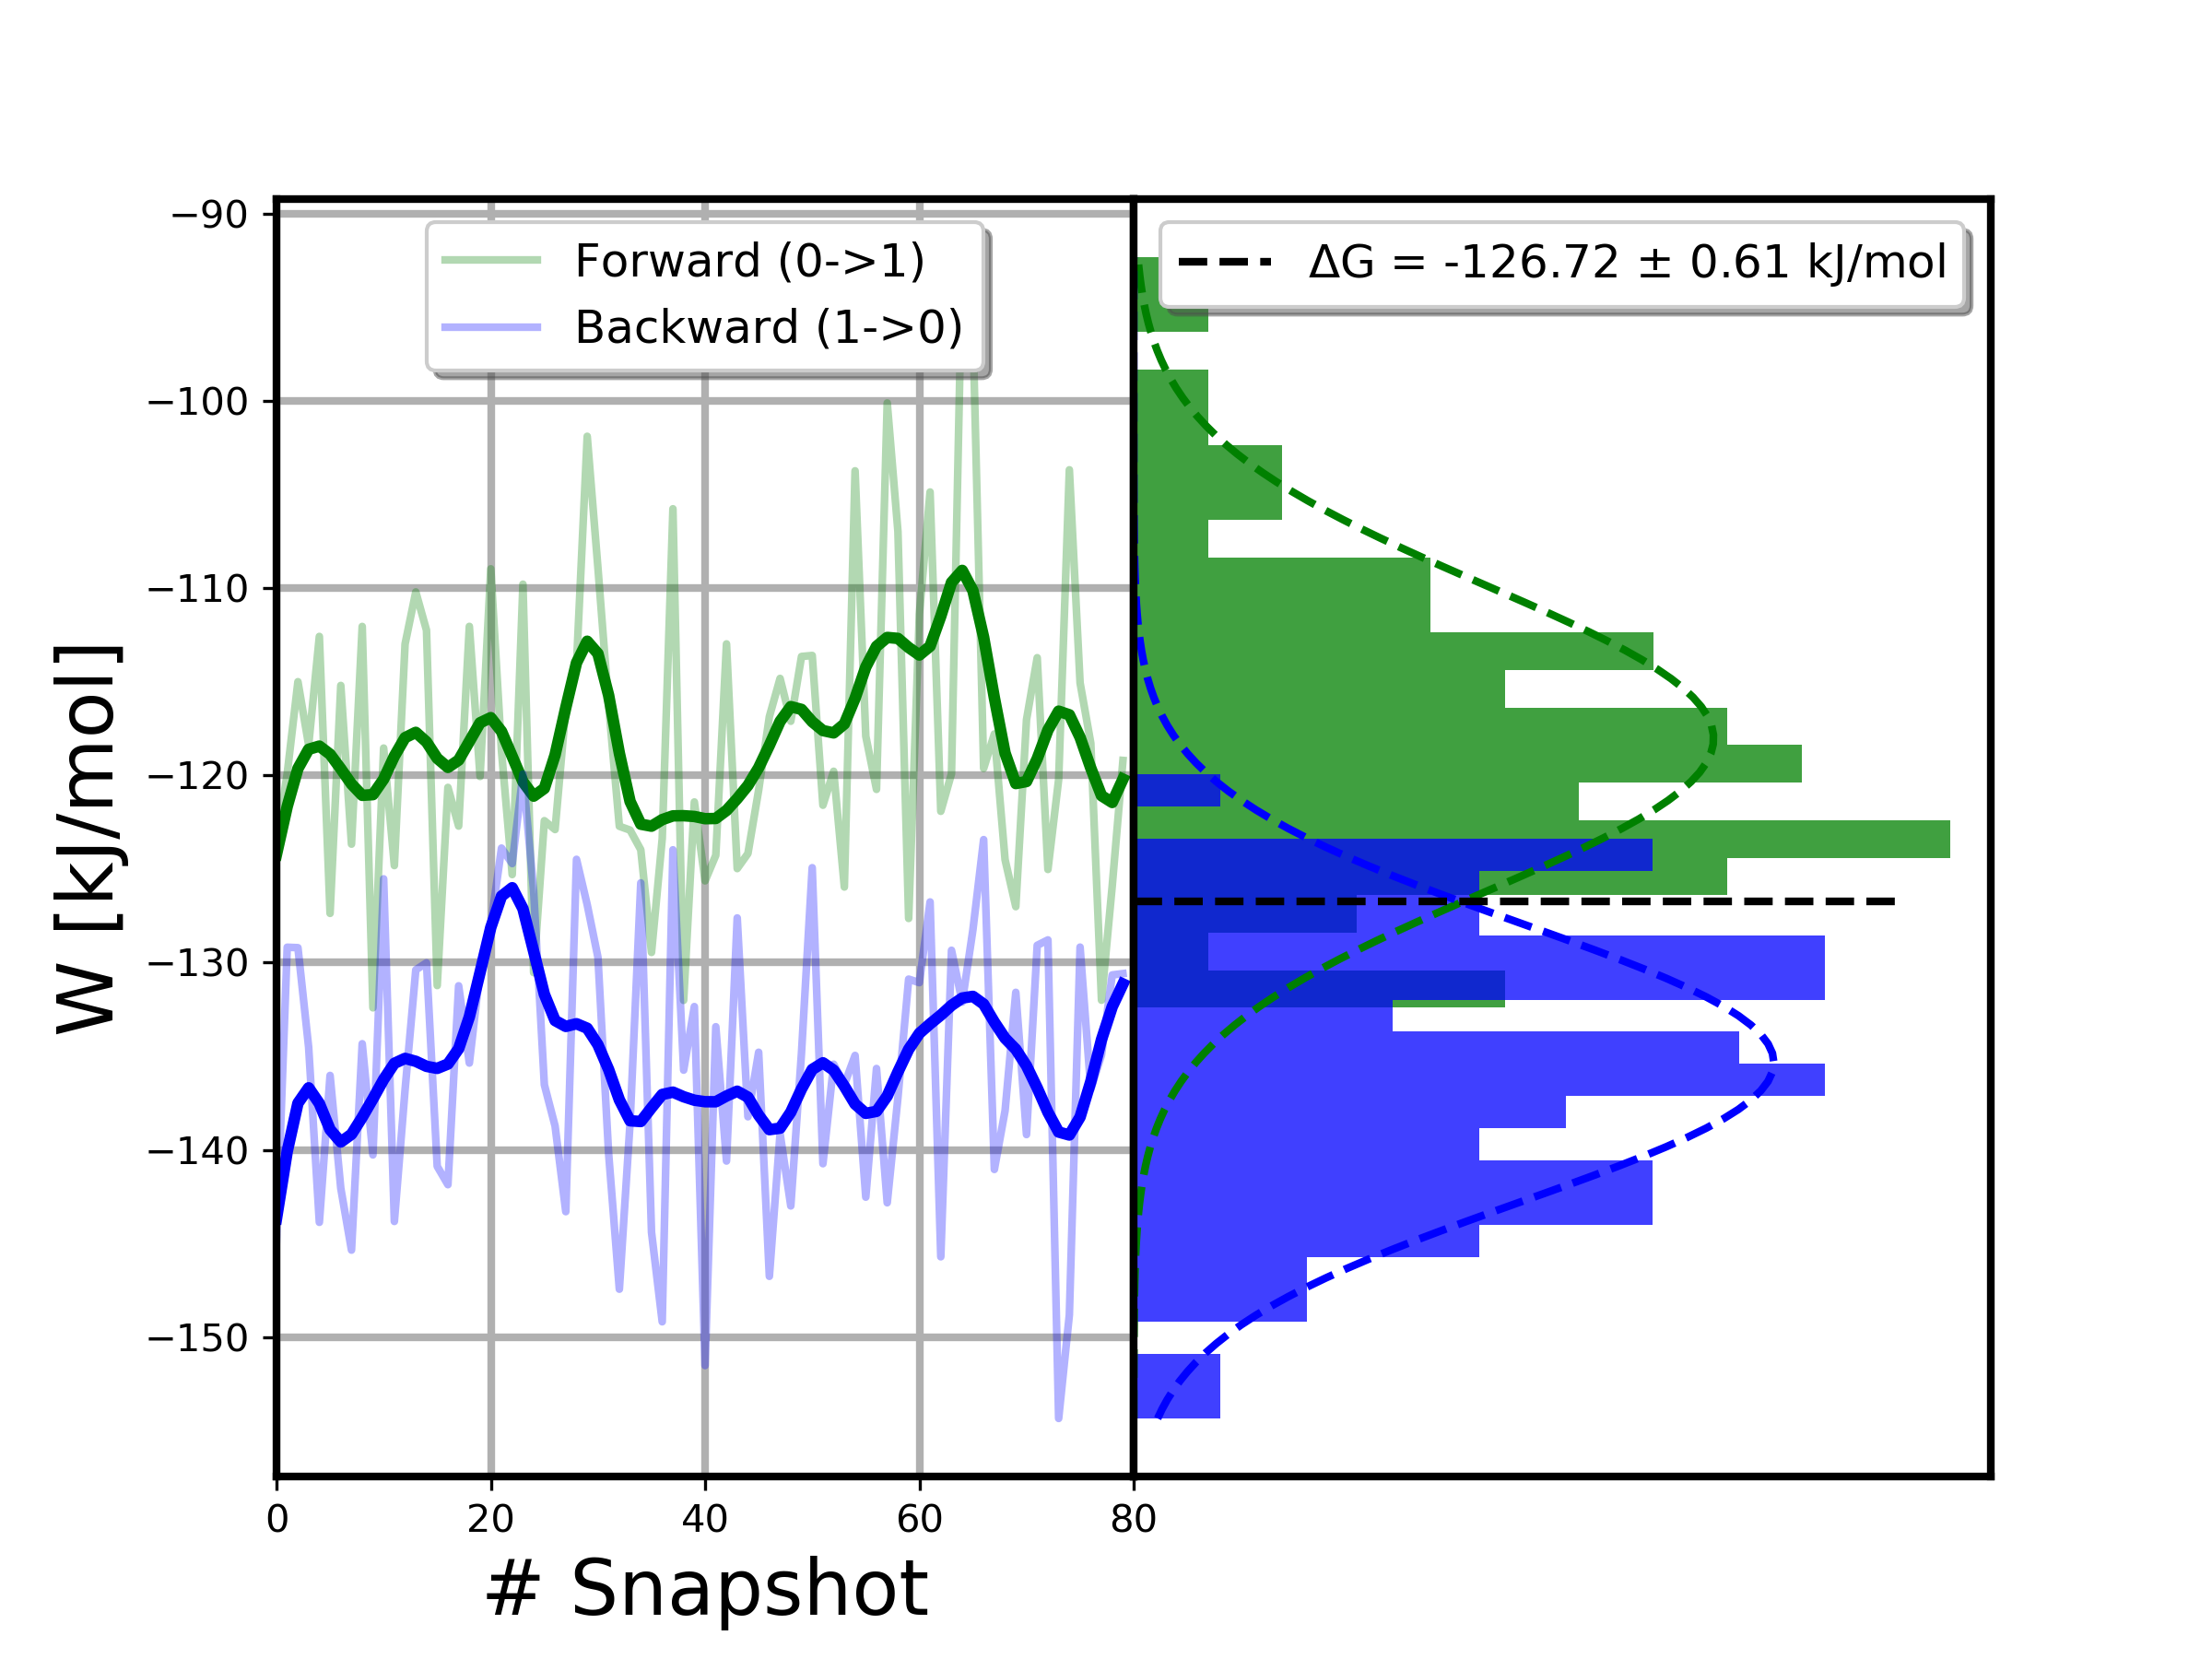 Forward (0->1)
Backward (1->0)
ΔG = -126.72 ± 0.61 kJ/mol
W [kJ/mol]
−90
−100
−110
−120
−130
−140
−150
0 20 40 60 80
# Snapshot